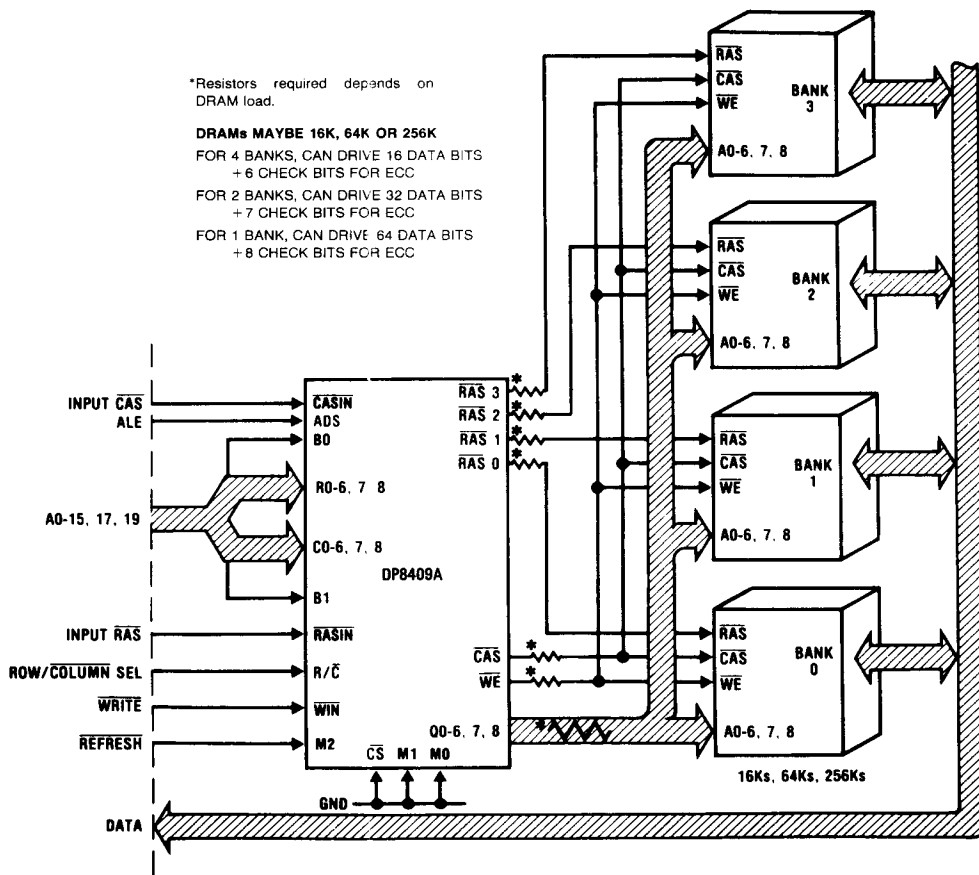 *Resistors required depends on
DRAM load.
DRAMs MAYBE 16K, 64K OR 256K
FOR 4 BANKS, CAN DRIVE 16 DATA BITS
+6 CHECK BITS FOR ECC
FOR 2 BANKS, CAN DRIVE 32 DATA BITS
+7 CHECK BITS FOR ECC
FOR 1 BANK, CAN DRIVE 64 DATA BITS
+8 CHECK BITS FOR ECC
RAS
CAS
WE
A0-6, 7, 8
BANK
3
RAS
CAS
WE
A0-6, 7, 8
BANK
2
RAS
CAS
WE
A0-6, 7, 8
BANK
1
RAS
CAS
WE
A0-6, 7, 8
BANK
0
16Ks, 64Ks, 256Ks
INPUT CAS
ALE
A0-15, 17, 19
INPUT RAS
ROW/COLUMN SEL
WRITE
REFRESH
DATA
CASIN
ADS
B0
R0-6, 7 8
C0-6, 7, 8
DP8409A
B1
RASIN
R/C
WIN
M2
CS M1 M0
GND
RAS 3 *
RAS 2 *
RAS 1 *
RAS 0 *
CAS *
WE *
Q0-6, 7, 8 *